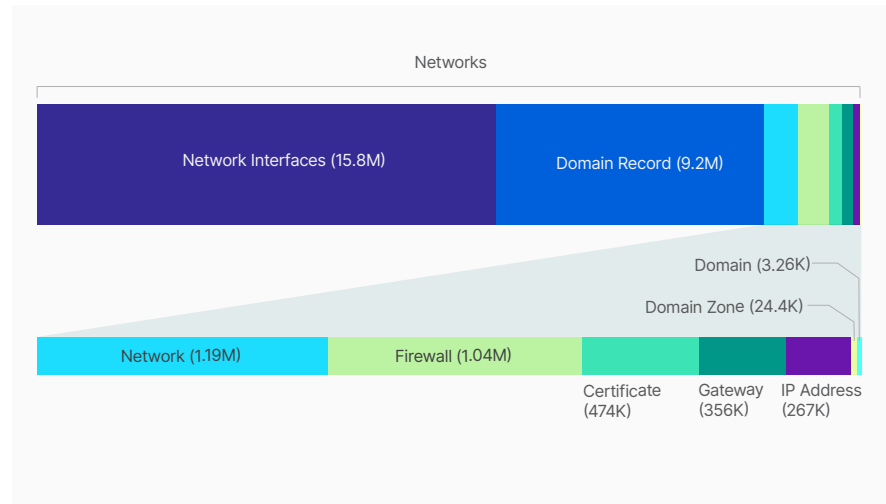 Networks
Network Interfaces (15.8M)
Domain Record (9.2M)
Domain (3.26K)
Domain Zone (24.4K)
Network (1.19M)
Firewall (1.04M)
Certificate
(474K)
Gateway
(356K)
IP Address
(267K)